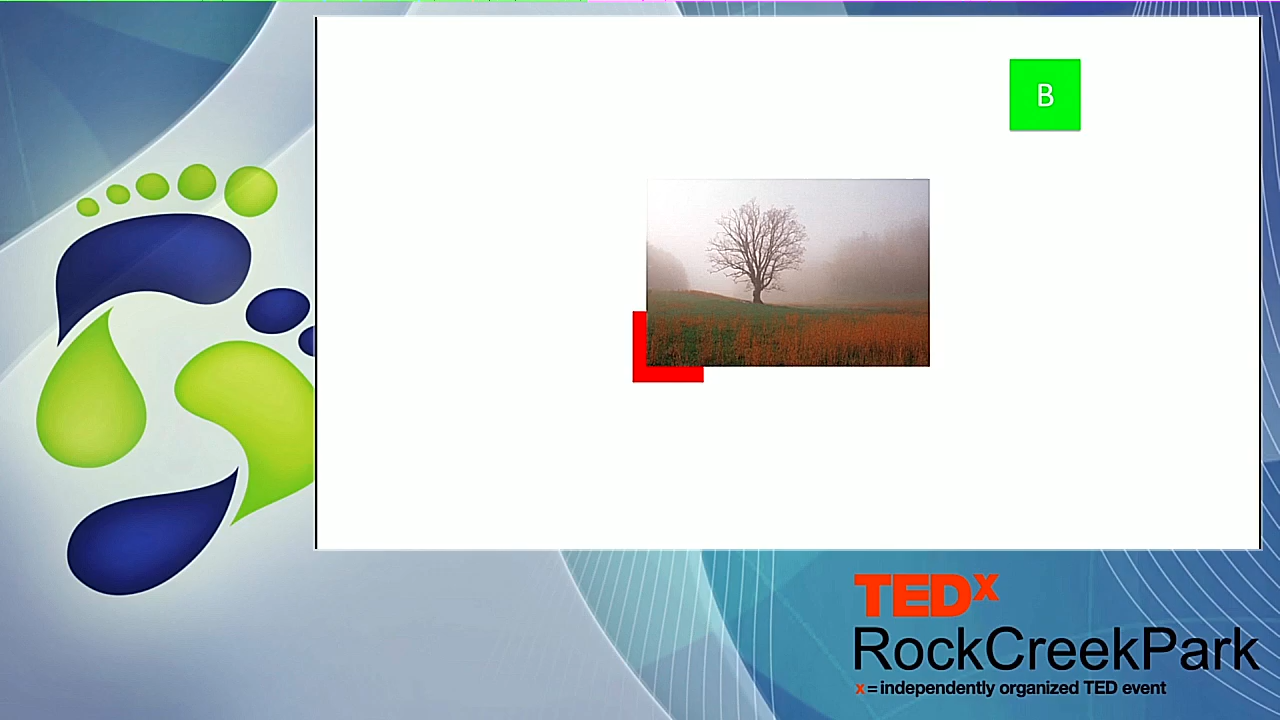 B
TEDx
RockCreekPark
x = independently organized TED event